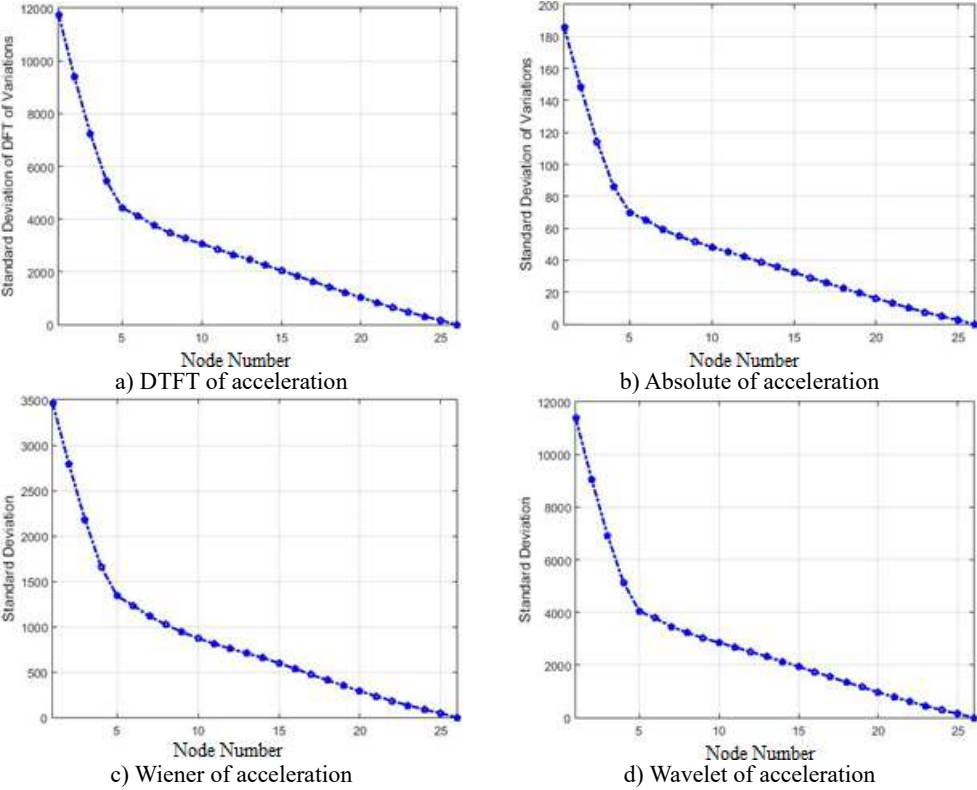 Standard Deviation of DFT of Variations
12000
10000
8000
6000
4000
2000
0
5 10 15 20 25
Node Number
a) DTFT of acceleration
Standard Deviation of Variations
200
180
160
140
120
100
80
60
40
20
0
5 10 15 20 25
Node Number
b) Absolute of acceleration
Standard Deviation
3500
3000
2500
2000
1500
1000
500
0
5 10 15 20 25
Node Number
c) Wiener of acceleration
Standard Deviation
12000
10000
8000
6000
4000
2000
0
5 10 15 20 25
Node Number
d) Wavelet of acceleration